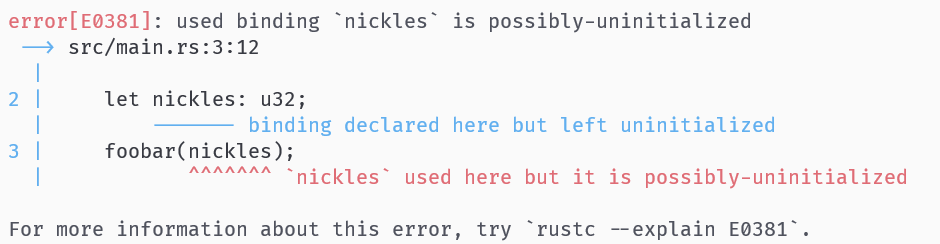 error[E0381]: used binding `nickles` is possibly-uninitialized
 --> src/main.rs:3:12
  |
2 |     let nickles: u32;
  |         ------- binding declared here but left uninitialized
3 |     foobar(nickles);
  |            ^^^^^^^ `nickles` used here but it is possibly-uninitialized

For more information about this error, try `rustc --explain E0381`.